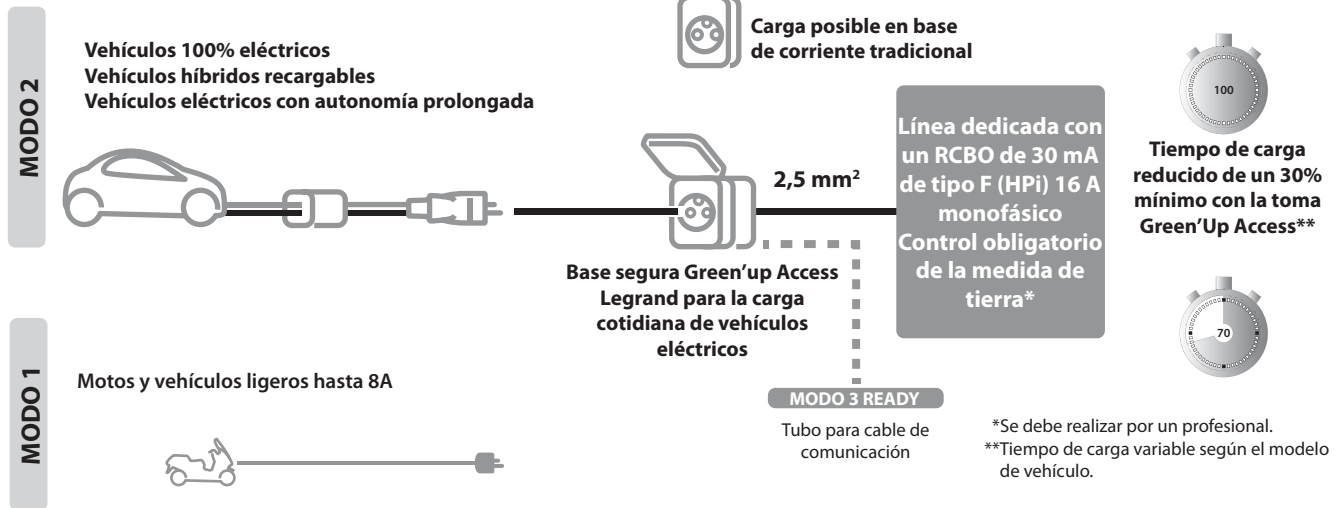 MODO 2
Vehículos 100% eléctricos
Vehículos híbridos recargables
Vehículos eléctricos con autonomía prolongada
Carga posible en base
de corriente tradicional
2,5 mm²
Base segura Green’up Access
Legrand para la carga
cotidiana de vehículos
eléctricos
Línea dedicada con
un RCBO de 30 mA
de tipo F (HPi) 16 A
monofásico
Control obligatorio
de la medida de
tierra*
100
Tiempo de carga
reducido de un 30%
mínimo con la toma
Green’Up Access**
70
MODO 1
Motos y vehículos ligeros hasta 8A
MODO 3 READY
Tubo para cable de
comunicación
*Se debe realizar por un profesional.
**Tiempo de carga variable según el modelo
de vehículo.